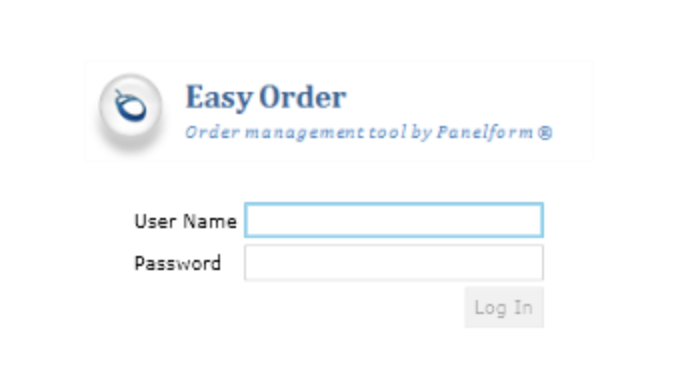 Easy Order
Order management tool by Panelform ®
User Name
Password
Log In